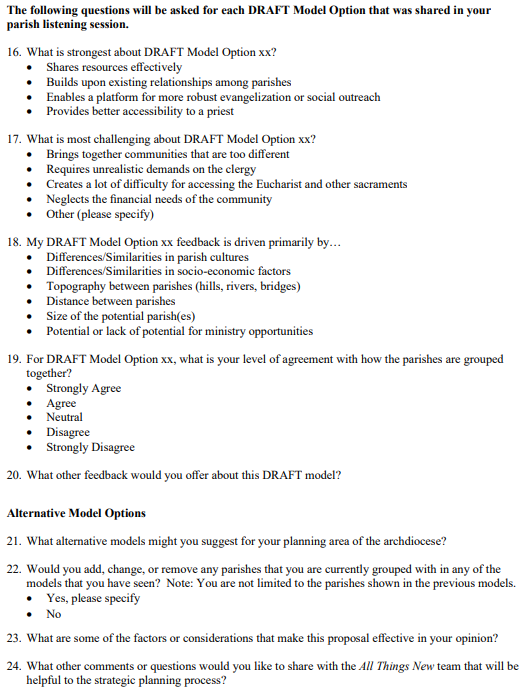 The following questions will be asked for each DRAFT Model Option that was shared in your
parish listening session.
16. What is strongest about DRAFT Model Option xx?
• Shares resources effectively
• Builds upon existing relationships among parishes
• Enables a platform for more robust evangelization or social outreach
• Provides better accessibility to a priest
17. What is most challenging about DRAFT Model Option xx?
• Brings together communities that are too different
• Requires unrealistic demands on the clergy
• Creates a lot of difficulty for accessing the Eucharist and other sacraments
• Neglects the financial needs of the community
• Other (please specify)
18. My DRAFT Model Option xx feedback is driven primarily by…
• Differences/Similarities in parish cultures
• Differences/Similarities in socio-economic factors
• Topography between parishes (hills, rivers, bridges)
• Distance between parishes
• Size of the potential parish(es)
• Potential or lack of potential for ministry opportunities
19. For DRAFT Model Option xx, what is your level of agreement with how the parishes are grouped
together?
• Strongly Agree
• Agree
• Neutral
• Disagree
• Strongly Disagree
20. What other feedback would you offer about this DRAFT model?
Alternative Model Options
21. What alternative models might you suggest for your planning area of the archdiocese?
22. Would you add, change, or remove any parishes that you are currently grouped with in any of the
models that you have seen? Note: You are not limited to the parishes shown in the previous models.
• Yes, please specify
• No
23. What are some of the factors or considerations that make this proposal effective in your opinion?
24. What other comments or questions would you like to share with the All Things New team that will be
helpful to the strategic planning process?